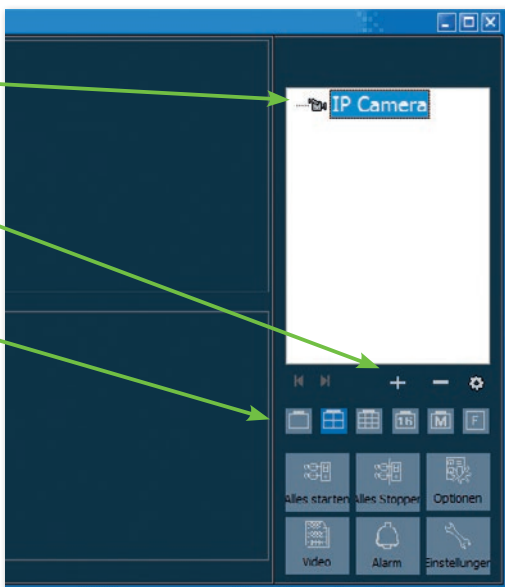 IP Camera
16 M F
Alles starten Alles Stoppen Optionen
Video Alarm Einstellungen